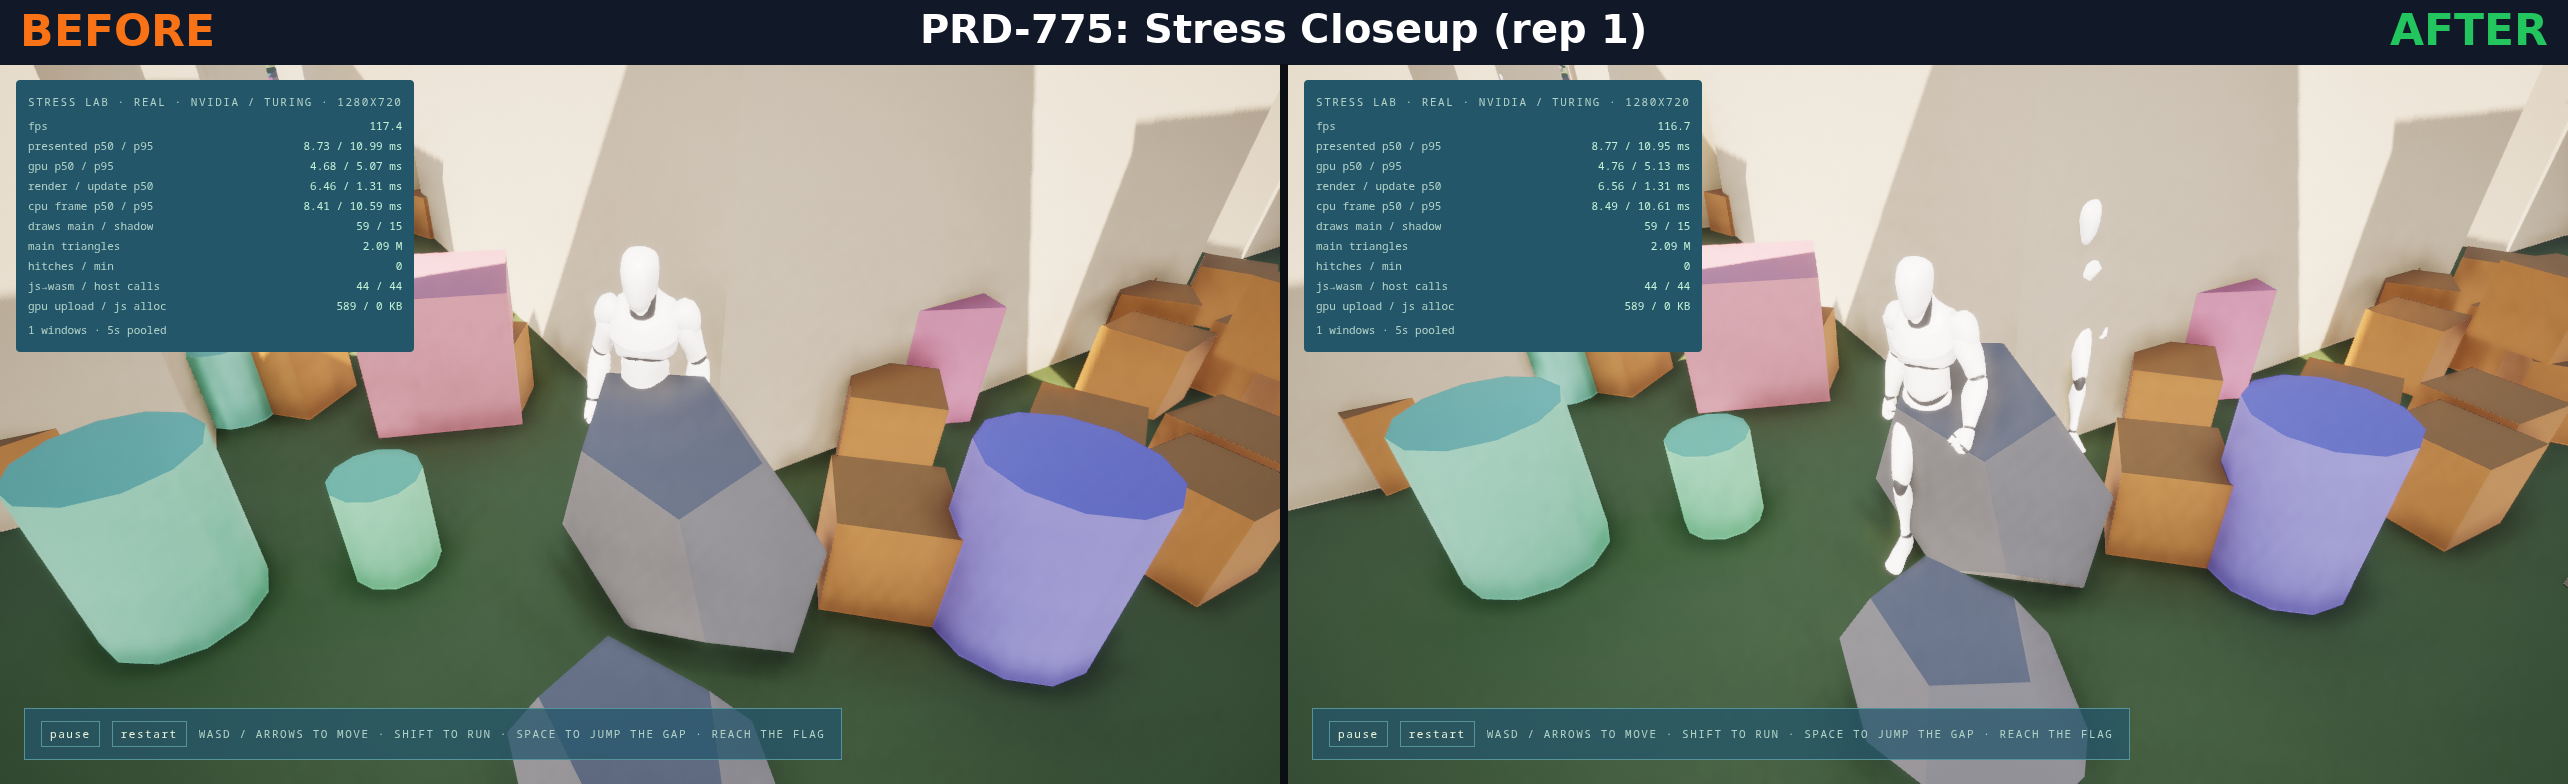 BEFORE
PRD-775: Stress Closeup (rep 1)
AFTER
STRESS LAB · REAL · NVIDIA / TURING · 1280X720
fps 117.4
presented p50 / p95 8.73 / 10.99 ms
gpu p50 / p95 4.68 / 5.07 ms
render / update p50 6.46 / 1.31 ms
cpu frame p50 / p95 8.41 / 10.59 ms
draws main / shadow 59 / 15
main triangles 2.09 M
hitches / min 0
js→wasm / host calls 44 / 44
gpu upload / js alloc 589 / 0 KB
1 windows · 5s pooled
pause restart WASD / ARROWS TO MOVE · SHIFT TO RUN · SPACE TO JUMP THE GAP · REACH THE FLAG
STRESS LAB · REAL · NVIDIA / TURING · 1280X720
fps 116.7
presented p50 / p95 8.77 / 10.95 ms
gpu p50 / p95 4.76 / 5.13 ms
render / update p50 6.56 / 1.31 ms
cpu frame p50 / p95 8.49 / 10.61 ms
draws main / shadow 59 / 15
main triangles 2.09 M
hitches / min 0
js→wasm / host calls 44 / 44
gpu upload / js alloc 589 / 0 KB
1 windows · 5s pooled
pause restart WASD / ARROWS TO MOVE · SHIFT TO RUN · SPACE TO JUMP THE GAP · REACH THE FLAG